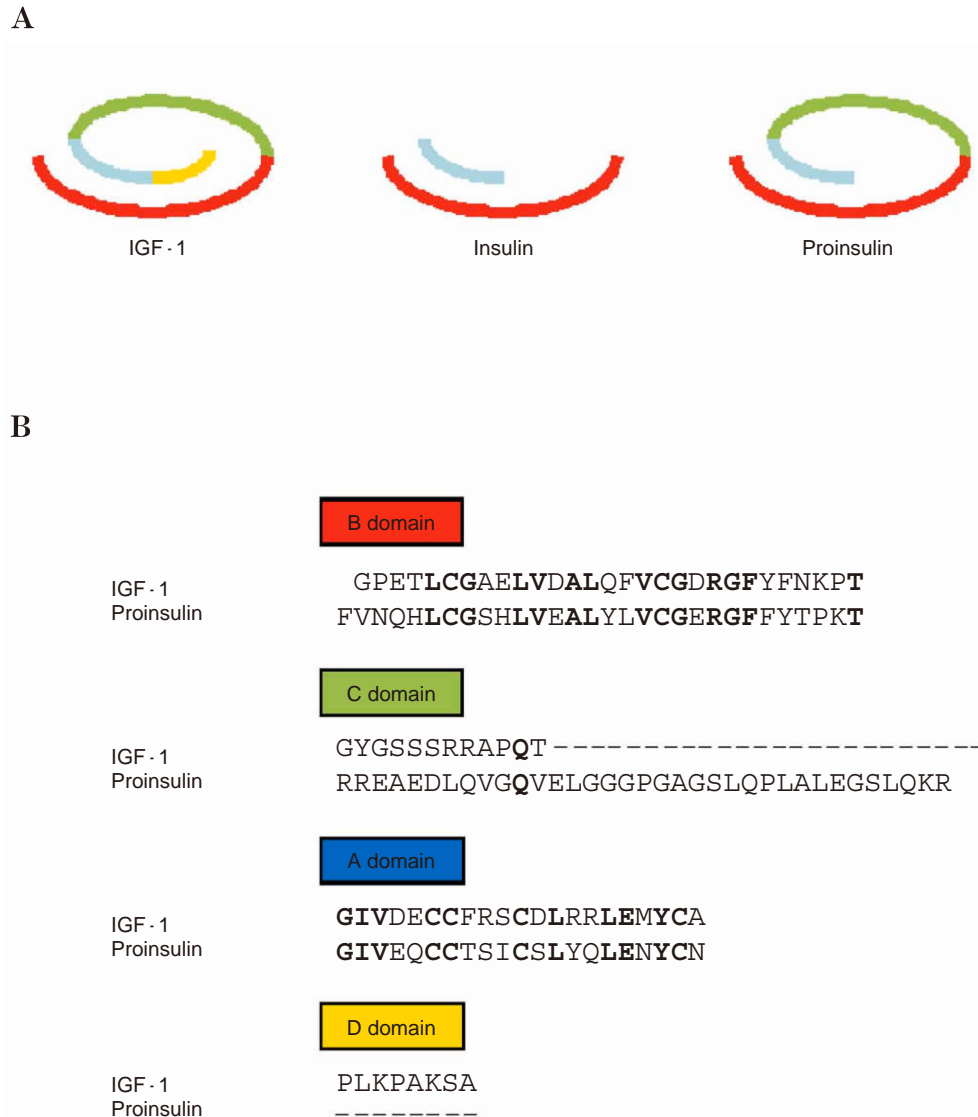 A
IGF - 1 Insulin Proinsulin
B
B domain
IGF - 1 GPETLCGAELVDALQFVCGDRGFYFNKPT
Proinsulin FVNQHLCGSHLVEALYLVCGERGFFYTPKT
C domain
IGF - 1 GYGSSSRRAPQT-----------------------
Proinsulin RREAEDLQVGQVELGGGPGAGSLQPLALEGSLQKR
A domain
IGF - 1 GIVDECCFRSCDLRRLEMYCA
Proinsulin GIVEQCCTSICSLYQLENYCN
D domain
IGF - 1 PLKPAKSA
Proinsulin --------